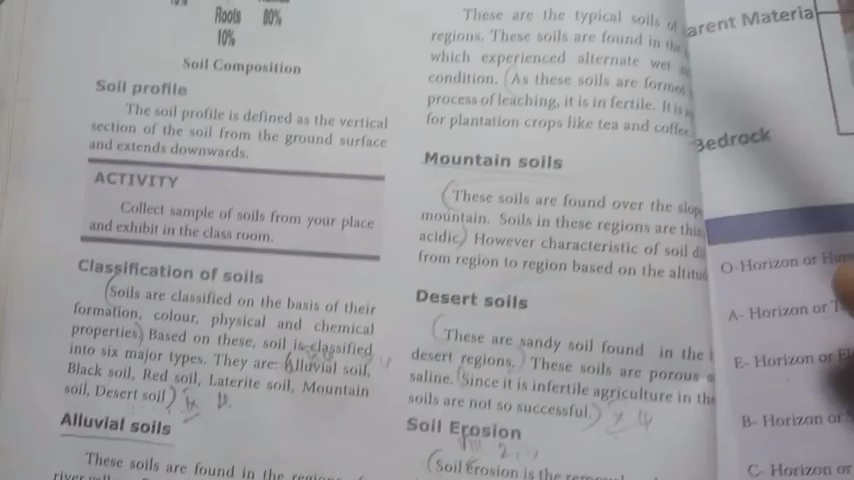 Roots 80%
10%
Soil Composition
Soil profile
The soil profile is defined as the vertical
section of the soil from the ground surface
and extends downwards.
ACTIVITY
Collect sample of soils from your place
and exhibit in the class room.
Classification of soils
(Soils are classified on the basis of their
formation, colour, physical and chemical
properties) Based on these, soil is classified
into six major types. They are: (Alluvial soil,
Black soil, Red soil, Laterite soil, Mountain
soil, Desert soil)
Alluvial soils
These soils are found in the regions
These are the typical soils of
regions. These soils are found in the
which experienced alternate wet
condition. (As these soils are formed
process of leaching, it is in fertile. It is
for plantation crops like tea and coffee
Mountain soils
(These soils are found over the slop
mountain. Soils in these regions are thin
acidic) However characteristic of soil di
from region to region based on the altitu
Desert soils
(These are sandy soil found in the
desert regions.) These soils are porous
saline. (Since it is infertile agriculture in the
soils are not so successful.)
Soil Erosion
(Soil Erosion is the
arent Materia
Bedrock
O-Horizon or Hum
A- Horizon or T
E- Horizon or El
B- Horizon or
C- Horizon or